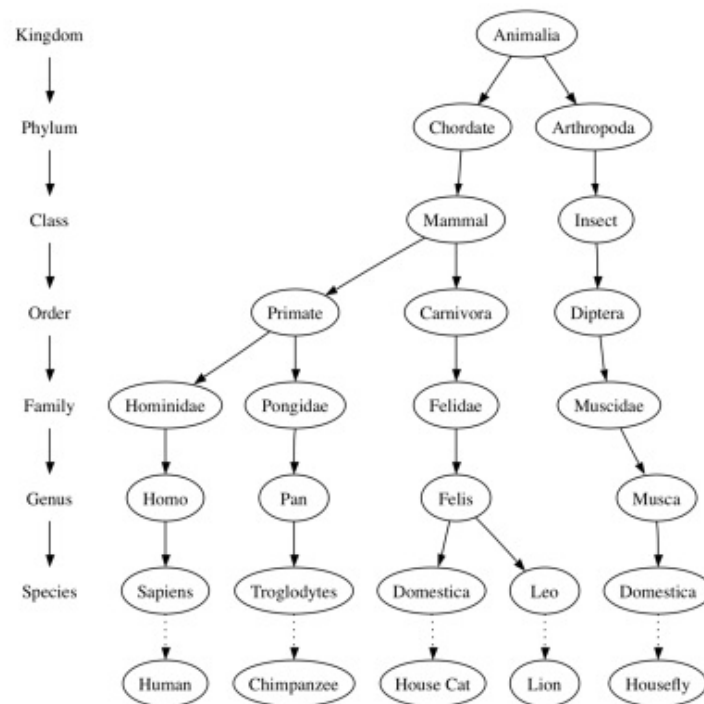 Kingdom Animalia
Phylum Chordate Arthropoda
Class Mammal Insect
Order Primate Carnivora Diptera
Family Hominidae Pongidae Felidae Muscidae
Genus Homo Pan Felis Musca
Species Sapiens Troglodytes Domestica Leo Domestica
Human Chimpanzee House Cat Lion Housefly